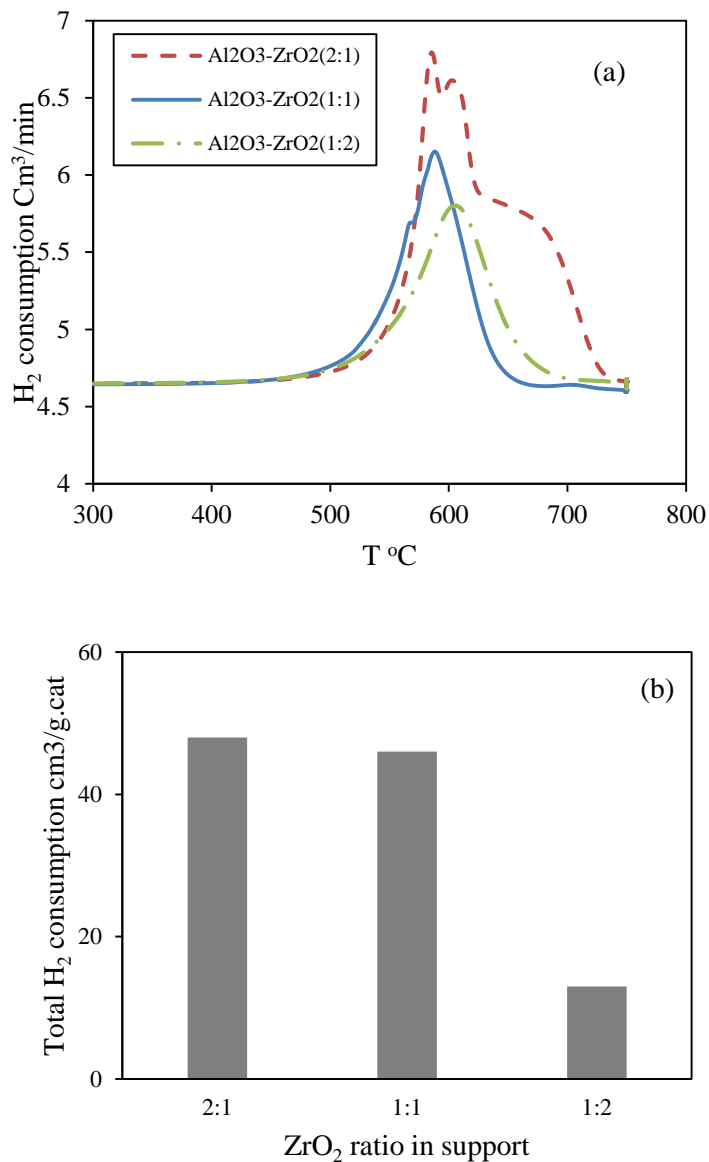 7
6.5
6
5.5
5
4.5
4
H₂ consumption Cm³/min
Al2O3-ZrO2(2:1)
Al2O3-ZrO2(1:1)
Al2O3-ZrO2(1:2)
(a)
300 400 500 600 700 800
T °C
60
40
20
0
Total H₂ consumption cm3/g.cat
(b)
2:1 1:1 1:2
ZrO₂ ratio in support